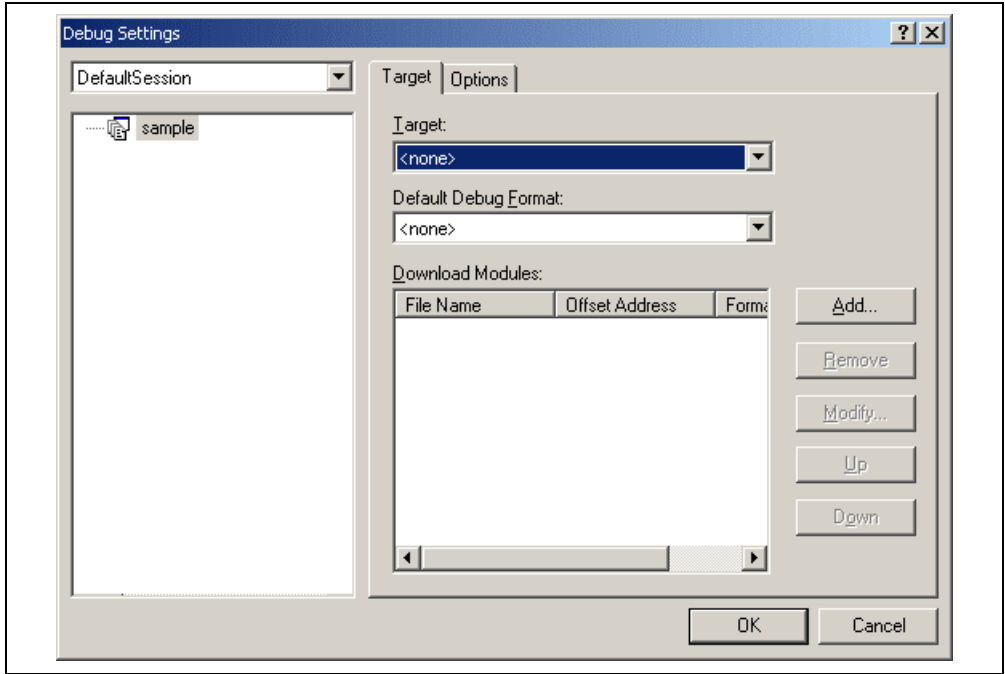 Debug Settings
DefaultSession
sample
Target Options
Target:
<none>
Default Debug Format:
<none>
Download Modules:
File Name Offset Address Forma
Add...
Remove
Modify...
Up
Down
OK Cancel